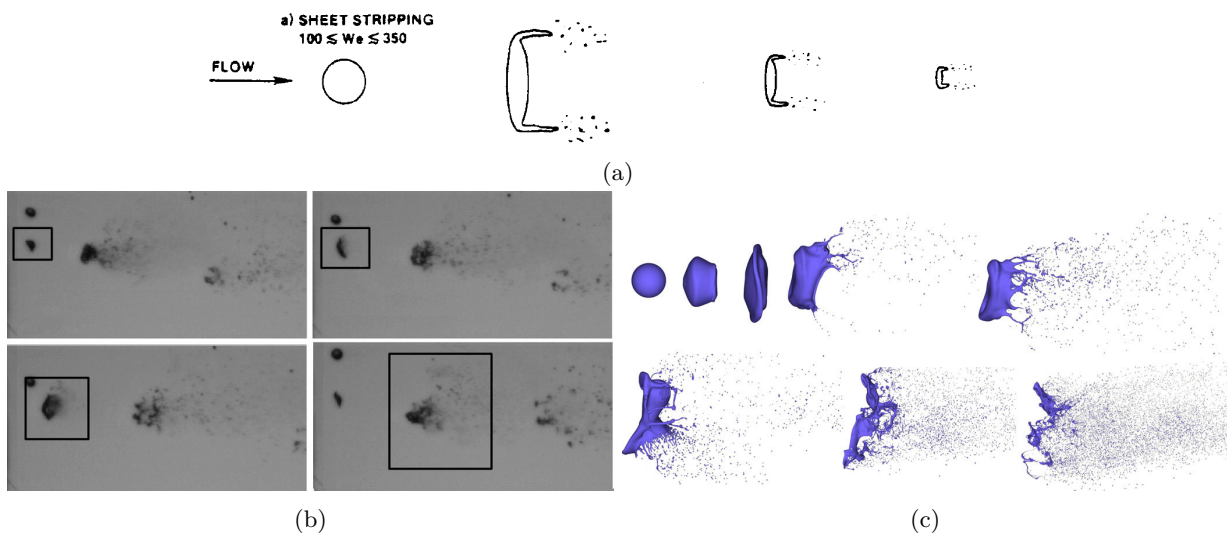 a) SHEET STRIPPING
100 ≲ We ≲ 350
FLOW
(a)
(b)
(c)